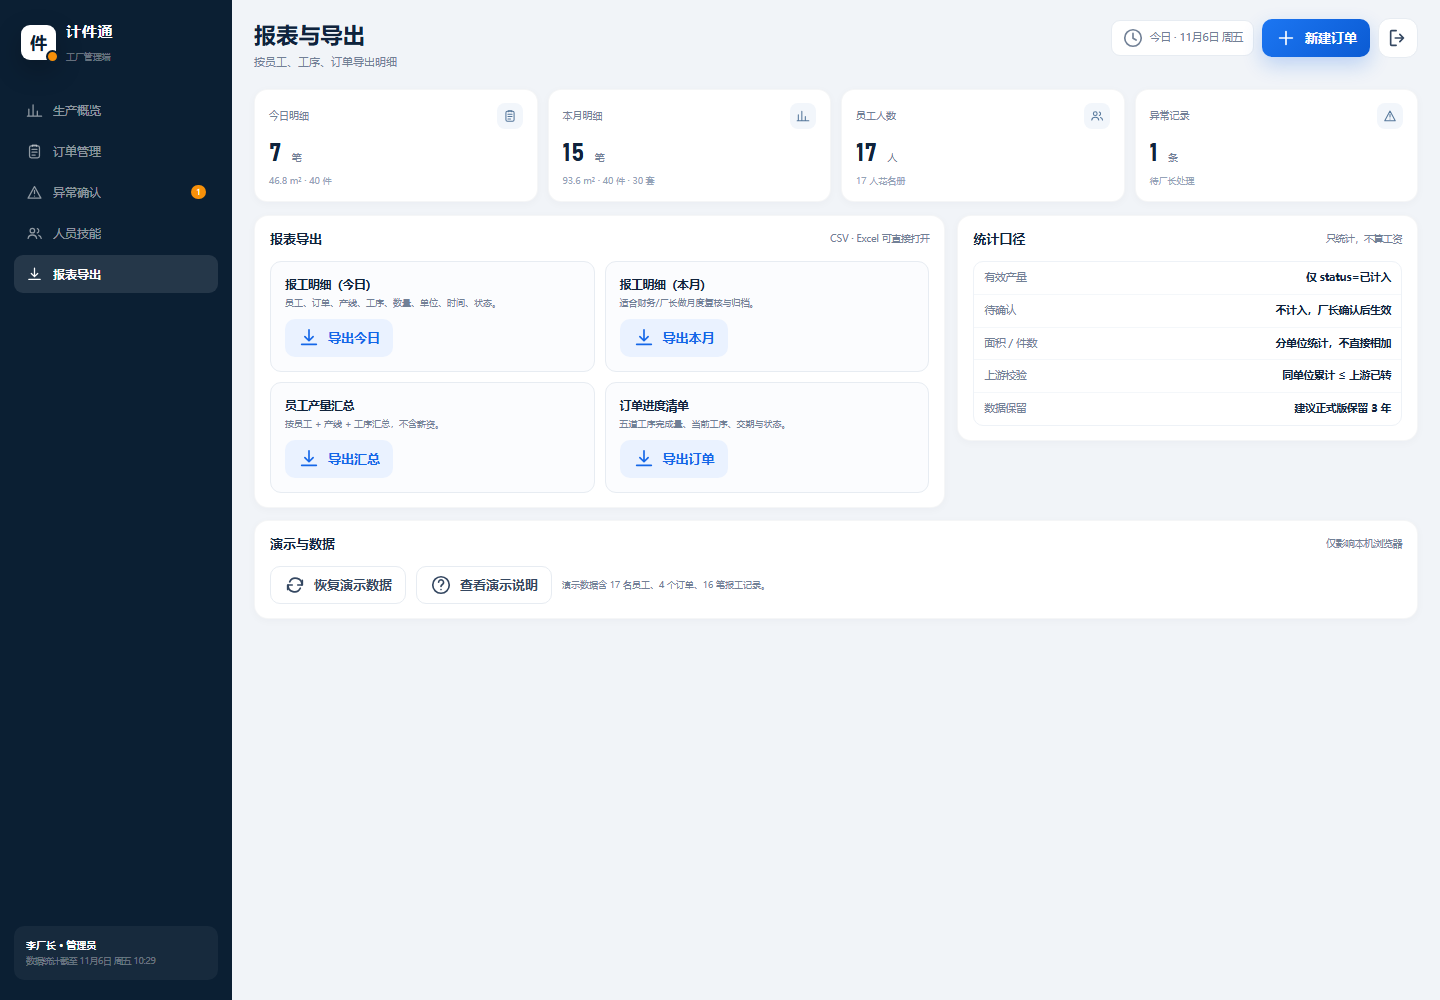 件
计件通
工厂管理端
生产概览
订单管理
异常确认
1
人员技能
报表导出
李厂长 • 管理员
数据统计截至 11月6日 周五 10:29
报表与导出
按员工、工序、订单导出明细
今日 · 11月6日 周五
新建订单
今日明细
7 笔
46.8 m² · 40 件
本月明细
15 笔
93.6 m² · 40 件 · 30 套
员工人数
17 人
17 人花名册
异常记录
1 条
待厂长处理
报表导出
CSV · Excel 可直接打开
报工明细（今日）
员工、订单、产线、工序、数量、单位、时间、状态。
导出今日
报工明细（本月）
适合财务/厂长做月度复核与归档。
导出本月
员工产量汇总
按员工 + 产线 + 工序汇总，不含薪资。
导出汇总
订单进度清单
五道工序完成量、当前工序、交期与状态。
导出订单
统计口径
只统计，不算工资
有效产量
仅 status=已计入
待确认
不计入，厂长确认后生效
面积 / 件数
分单位统计，不直接相加
上游校验
同单位累计 ≤ 上游已转
数据保留
建议正式版保留 3 年
演示与数据
仅影响本机浏览器
恢复演示数据
查看演示说明
演示数据含 17 名员工、4 个订单、16 笔报工记录。